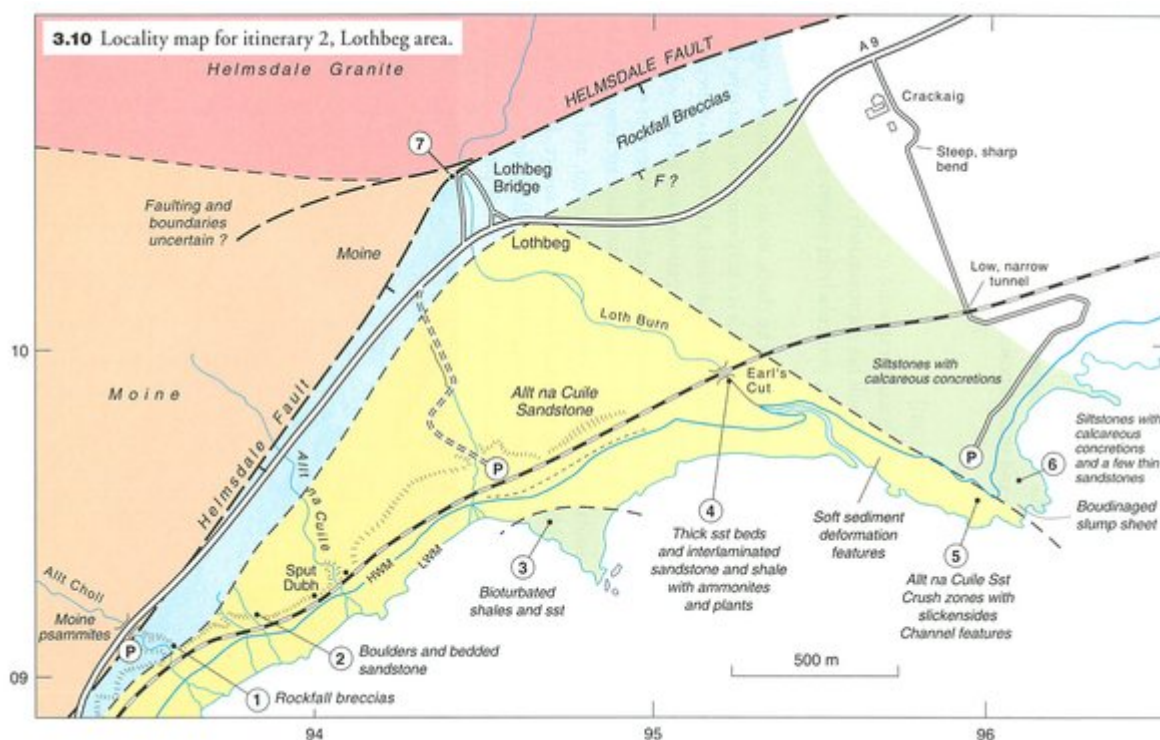 3.10 Locality map for itinerary 2, Lothbeg area.
Helmsdale Granite
HELMSDALE FAULT
A9
Crackaig
Rockfall Breccias
Steep, sharp
bend
7
Lothbeg
Bridge
F?
Faulting and
boundaries
uncertain ?
Moine
Lothbeg
Low, narrow
tunnel
Loth Burn
10
Earl's
Cut
Siltstones with
calcareous concretions
Moine
Allt na Cuile
Sandstone
Helmsdale Fault
Allt na Cuile
P
P
Siltstones with
calcareous
concretions
and a few thin
sandstones
6
4
Thick sst beds
and interlaminated
sandstone and shale
with ammonites
and plants
Soft sediment
deformation
features
Boudinaged
slump sheet
5
Allt na Cuile Sst
Crush zones with
slickensides
Channel features
3
Bioturbated
shales and sst
Sput
Dubh
HWM
LWM
Allt Choll
Moine
psammites
P
2
Boulders and bedded
sandstone
500 m
09
1
Rockfall breccias
94
95
96